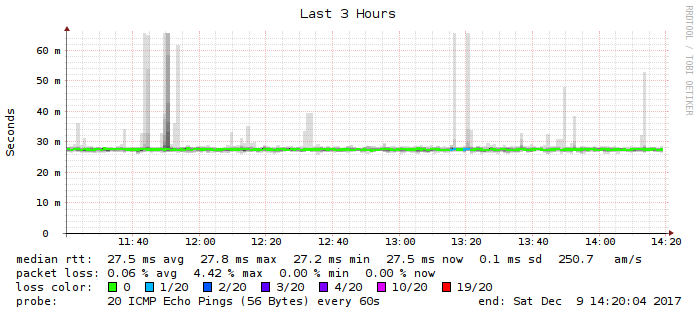 Last 3 Hours
RRDTOOL / TOBI OETIKER
Seconds
60 m
50 m
40 m
30 m
20 m
10 m
0
11:40 12:00 12:20 12:40 13:00 13:20 13:40 14:00 14:20
median rtt: 27.5 ms avg 27.8 ms max 27.2 ms min 27.5 ms now 0.1 ms sd 250.7 am/s
packet loss: 0.06 % avg 4.42 % max 0.00 % min 0.00 % now
loss color: 0 1/20 2/20 3/20 4/20 10/20 19/20
probe: 20 ICMP Echo Pings (56 Bytes) every 60s end: Sat Dec 9 14:20:04 2017